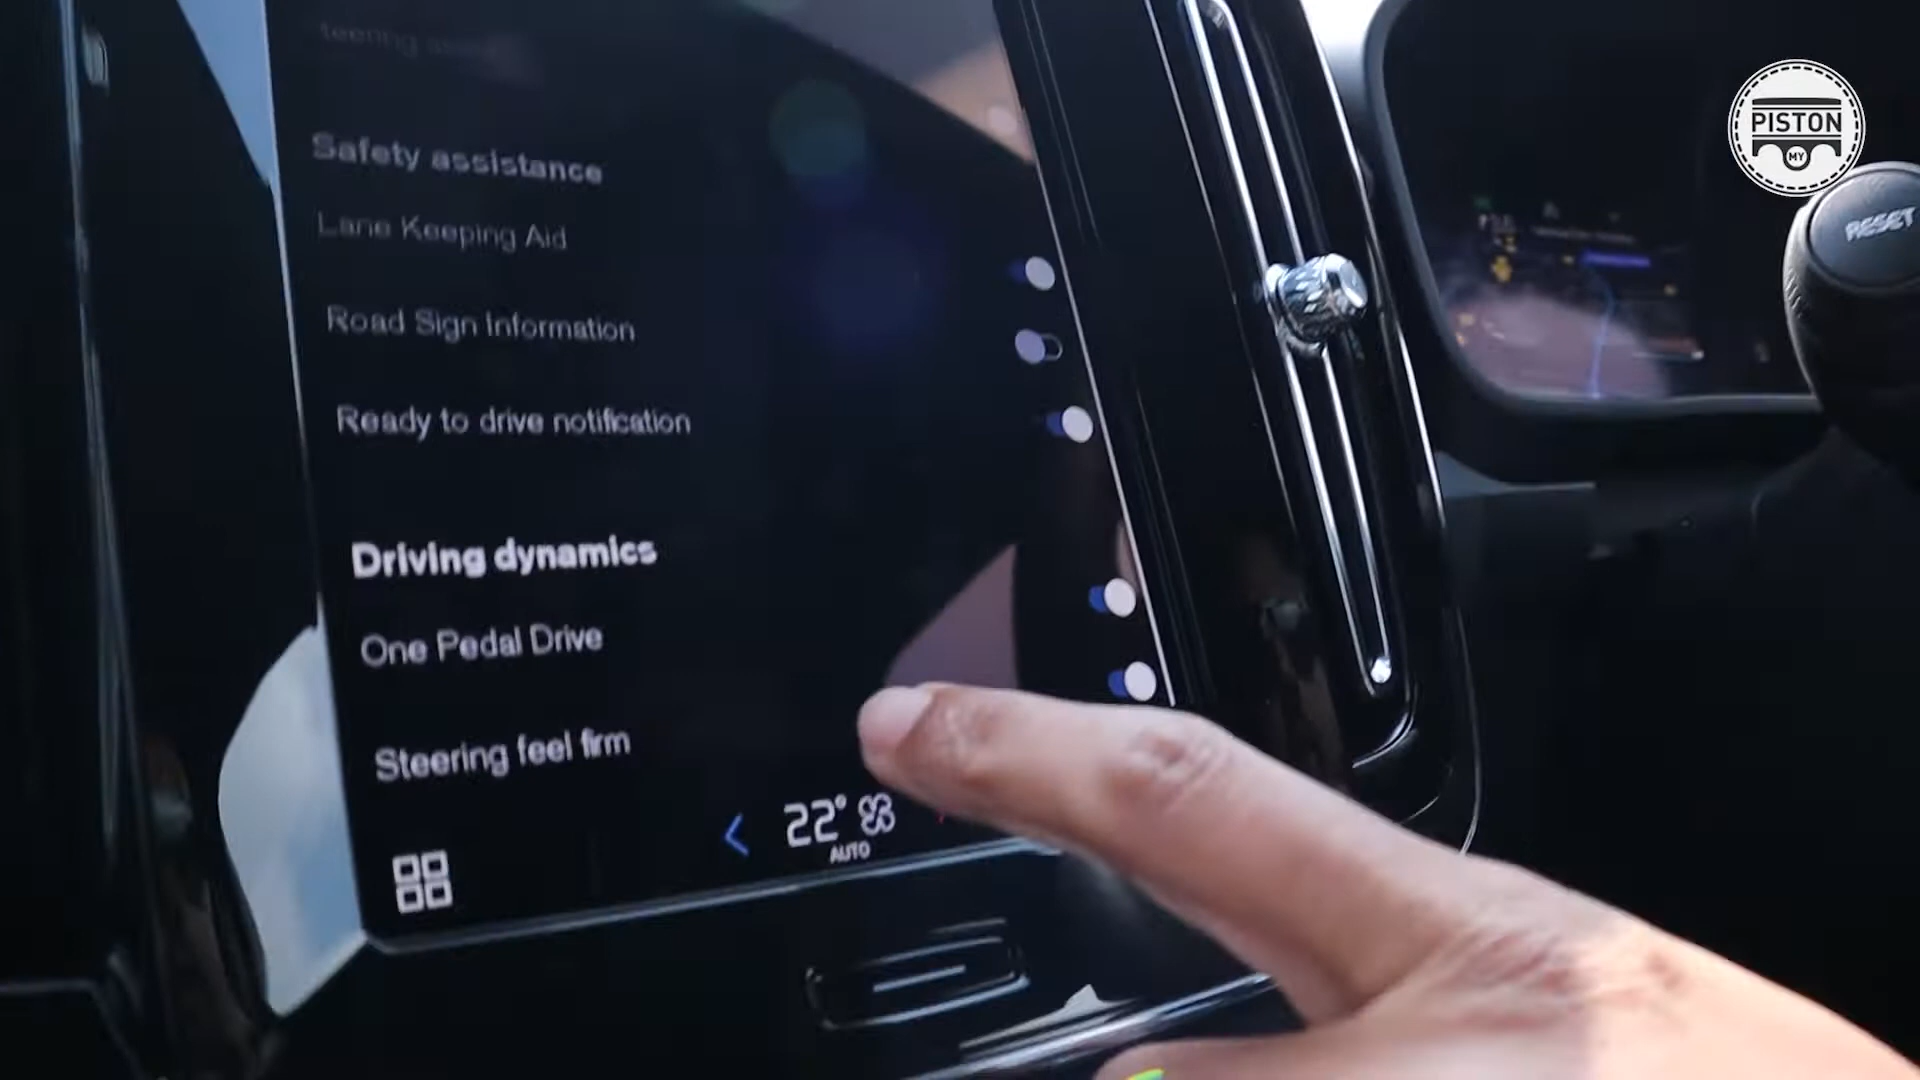 Safety assistance
Lane Keeping Aid
Road Sign Information
Ready to drive notification
Driving dynamics
One Pedal Drive
Steering feel firm
22°
AUTO
PISTON
MY
RESET